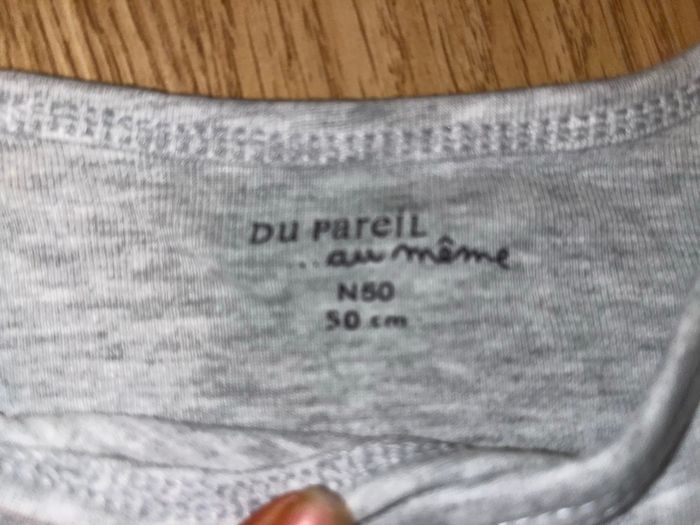 Du Pareil
...au même
N50
50 cm